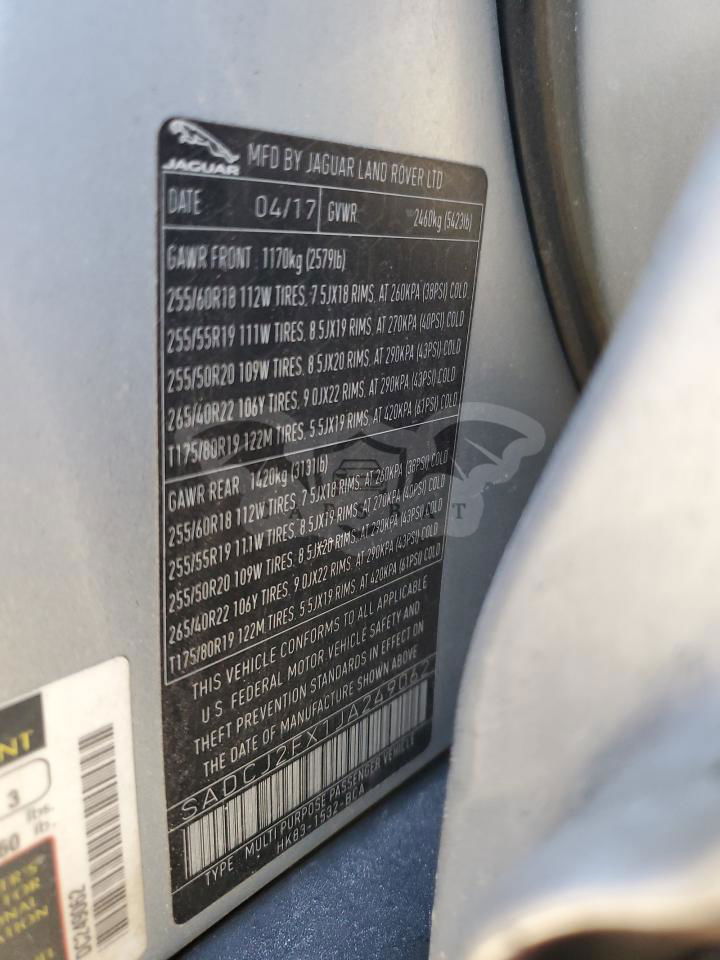 JAGUAR MFD BY JAGUAR LAND ROVER LTD
DATE 04/17 GVWR 2460kg (5423lb)
GAWR FRONT 1170kg (2579lb)
255/60R18 112W TIRES, 7.5JX18 RIMS, AT 260KPA (38PSI) COLD
255/55R19 111W TIRES, 8.5JX19 RIMS, AT 270KPA (40PSI) COLD
255/50R20 109W TIRES, 8.5JX20 RIMS, AT 290KPA (43PSI) COLD
265/40R22 106Y TIRES, 9.0JX22 RIMS, AT 290KPA (43PSI) COLD
T175/80R19 122M TIRES, 5.5JX19 RIMS, AT 420KPA (61PSI) COLD
GAWR REAR 1420kg (3131lb)
255/60R18 112W TIRES, 7.5JX18 RIMS, AT 260KPA (38PSI) COLD
255/55R19 111W TIRES, 8.5JX19 RIMS, AT 270KPA (40PSI) COLD
255/50R20 109W TIRES, 8.5JX20 RIMS, AT 290KPA (43PSI) COLD
265/40R22 106Y TIRES, 9.0JX22 RIMS, AT 290KPA (43PSI) COLD
T175/80R19 122M TIRES, 5.5JX19 RIMS, AT 420KPA (61PSI) COLD
THIS VEHICLE CONFORMS TO ALL APPLICABLE
U.S. FEDERAL MOTOR VEHICLE SAFETY AND
THEFT PREVENTION STANDARDS IN EFFECT ON
THE DATE OF MANUFACTURE SHOWN ABOVE
SADCJ2FX1JA249062
TYPE MULTI PURPOSE PASSENGER VEHICLE
HK83-1532-BCA
3
lbs.
lb.